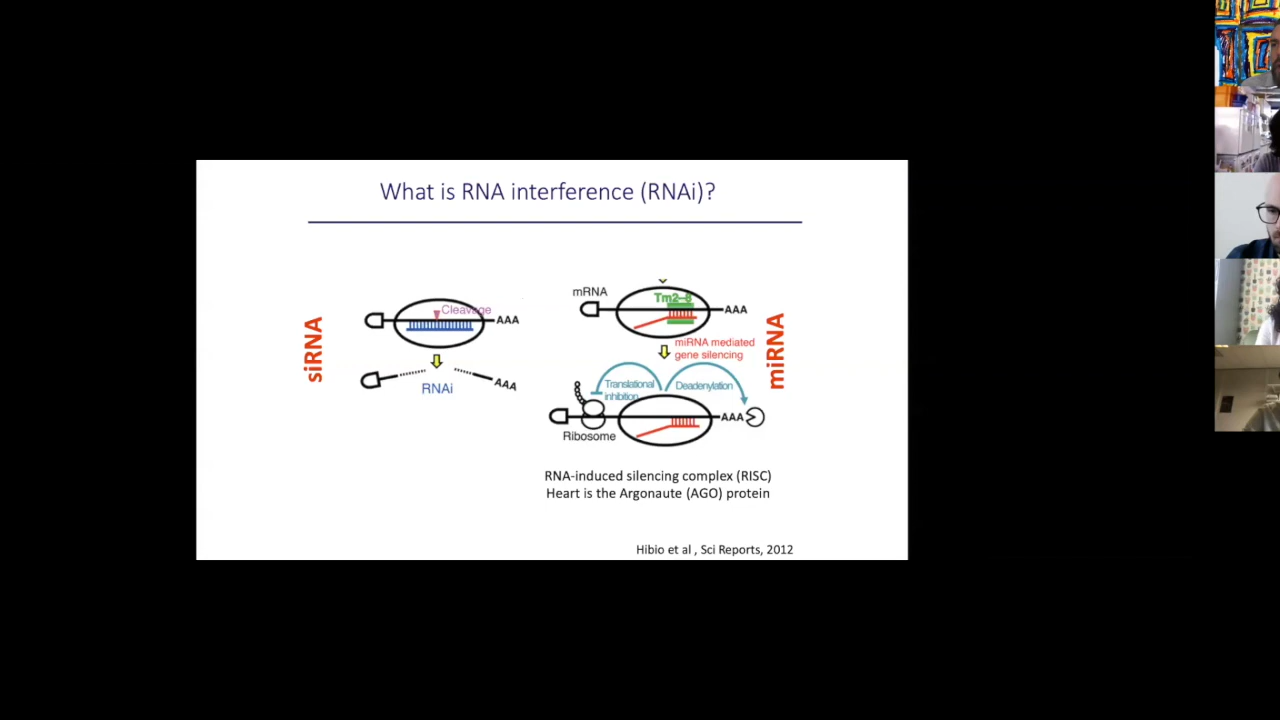 What is RNA interference (RNAi)?
siRNA
Cleavage
AAA
RNAi
AAA
mRNA
Tm2-8
AAA
miRNA mediated
gene silencing
Translational
inhibition
Deadenylation
AAA
Ribosome
miRNA
RNA-induced silencing complex (RISC)
Heart is the Argonaute (AGO) protein
Hibio et al , Sci Reports, 2012